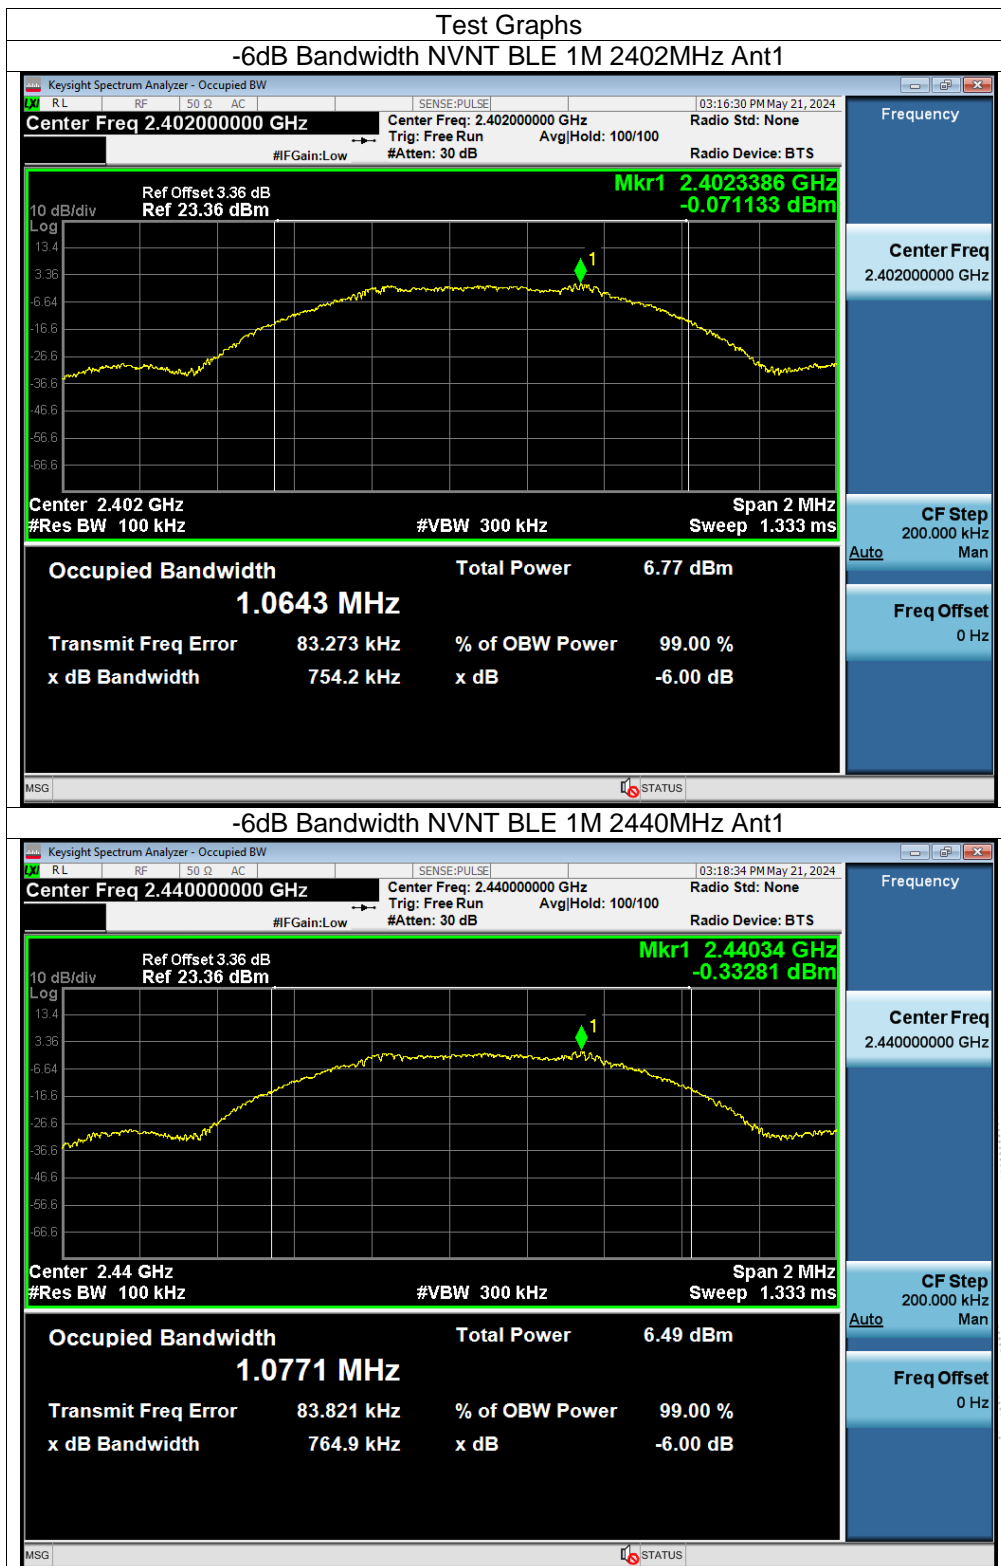 Test Graphs
-6dB Bandwidth NVNT BLE 1M 2402MHz Ant1
Keysight Spectrum Analyzer - Occupied BW
LXI RL RF 50 Ω AC SENSE:PULSE 03:16:30 PM May 21, 2024
Center Freq 2.402000000 GHz Center Freq: 2.402000000 GHz Radio Std: None
Trig: Free Run Avg|Hold: 100/100
#IFGain:Low #Atten: 30 dB Radio Device: BTS
Frequency
Mkr1 2.4023386 GHz
-0.071133 dBm
Ref Offset 3.36 dB
10 dB/div Ref 23.36 dBm
Log
13.4
3.36
-6.64
-16.6
-26.6
-36.6
-46.6
-56.6
-66.6
1
Center 2.402 GHz Span 2 MHz
#Res BW 100 kHz #VBW 300 kHz Sweep 1.333 ms
Center Freq
2.402000000 GHz
CF Step
200.000 kHz
Auto Man
Freq Offset
0 Hz
Occupied Bandwidth Total Power 6.77 dBm
1.0643 MHz
Transmit Freq Error 83.273 kHz % of OBW Power 99.00 %
x dB Bandwidth 754.2 kHz x dB -6.00 dB
MSG STATUS
-6dB Bandwidth NVNT BLE 1M 2440MHz Ant1
Keysight Spectrum Analyzer - Occupied BW
LXI RL RF 50 Ω AC SENSE:PULSE 03:18:34 PM May 21, 2024
Center Freq 2.440000000 GHz Center Freq: 2.440000000 GHz Radio Std: None
Trig: Free Run Avg|Hold: 100/100
#IFGain:Low #Atten: 30 dB Radio Device: BTS
Frequency
Mkr1 2.44034 GHz
-0.33281 dBm
Ref Offset 3.36 dB
10 dB/div Ref 23.36 dBm
Log
13.4
3.36
-6.64
-16.6
-26.6
-36.6
-46.6
-56.6
-66.6
1
Center 2.44 GHz Span 2 MHz
#Res BW 100 kHz #VBW 300 kHz Sweep 1.333 ms
Center Freq
2.440000000 GHz
CF Step
200.000 kHz
Auto Man
Freq Offset
0 Hz
Occupied Bandwidth Total Power 6.49 dBm
1.0771 MHz
Transmit Freq Error 83.821 kHz % of OBW Power 99.00 %
x dB Bandwidth 764.9 kHz x dB -6.00 dB
MSG STATUS